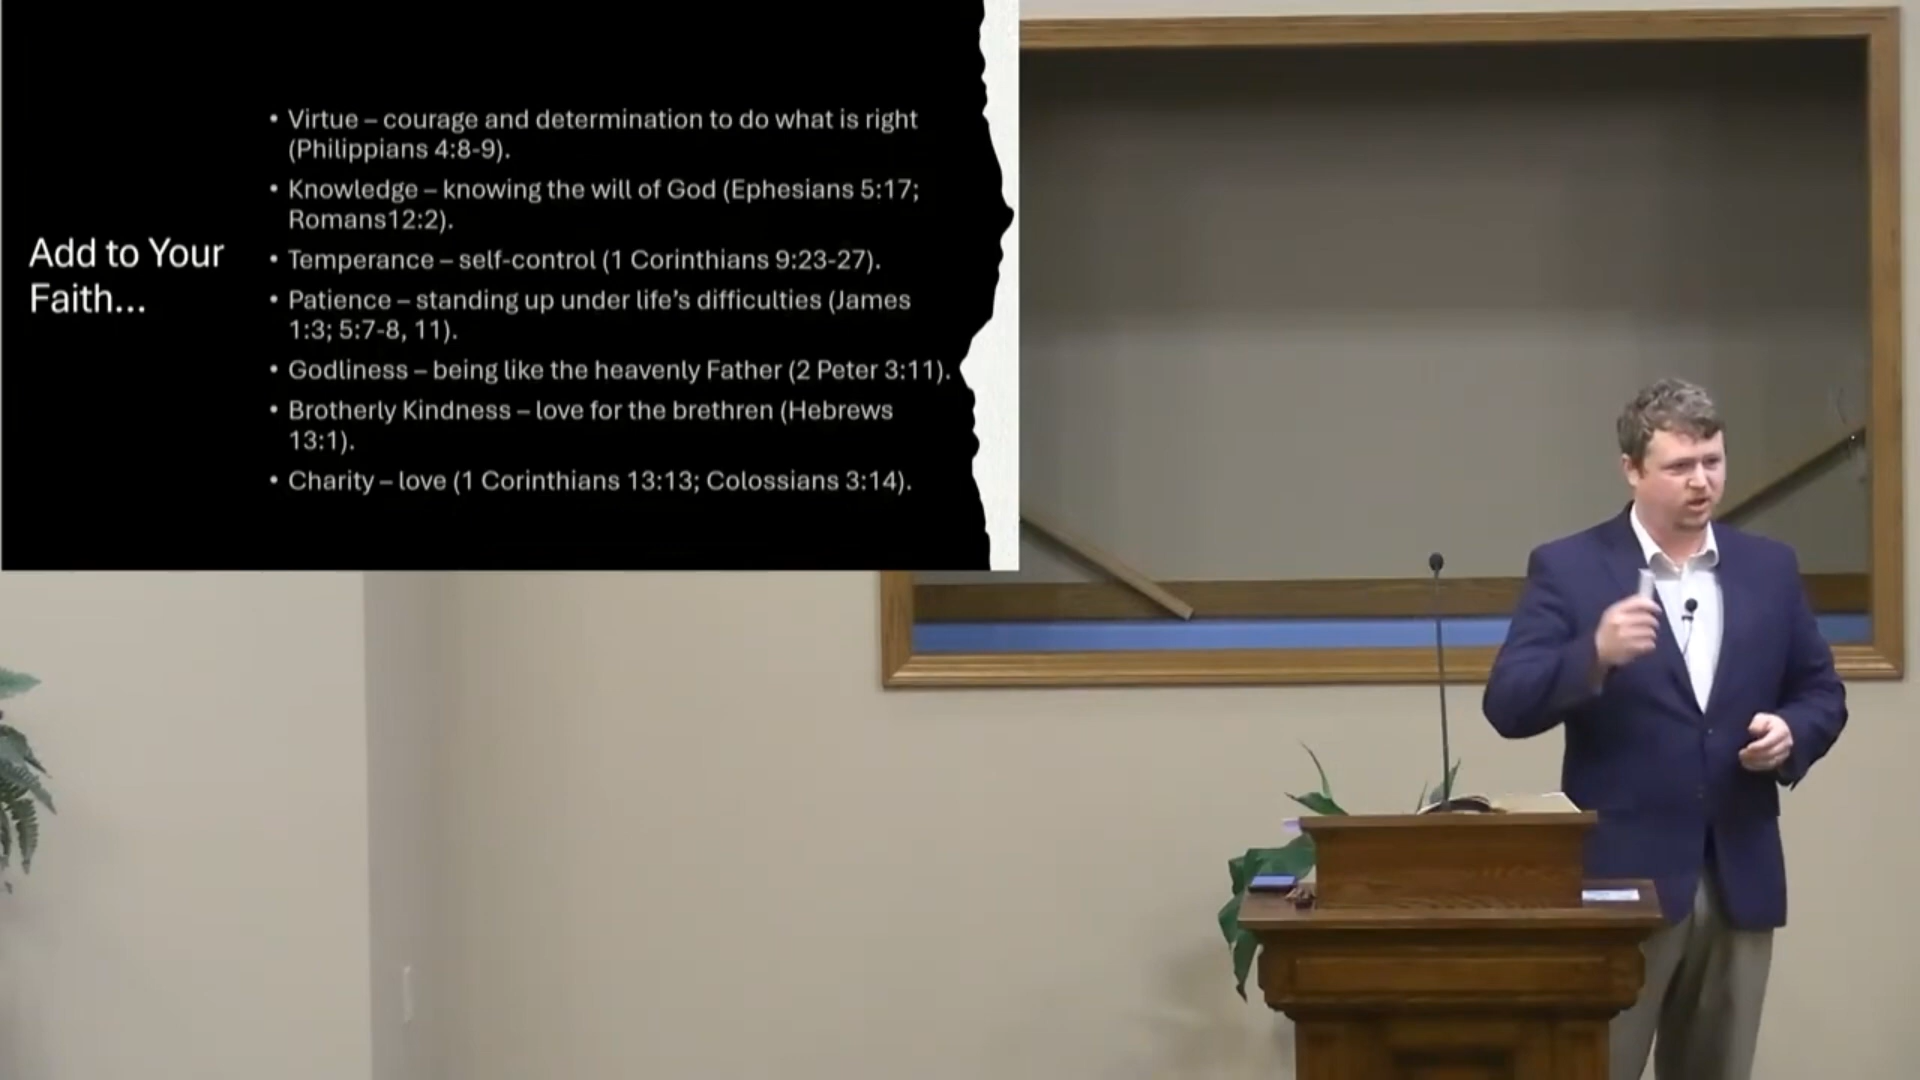 Add to Your
Faith...
• Virtue – courage and determination to do what is right
(Philippians 4:8-9).
• Knowledge – knowing the will of God (Ephesians 5:17;
Romans12:2).
• Temperance – self-control (1 Corinthians 9:23-27).
• Patience – standing up under life’s difficulties (James
1:3; 5:7-8, 11).
• Godliness – being like the heavenly Father (2 Peter 3:11).
• Brotherly Kindness – love for the brethren (Hebrews
13:1).
• Charity – love (1 Corinthians 13:13; Colossians 3:14).